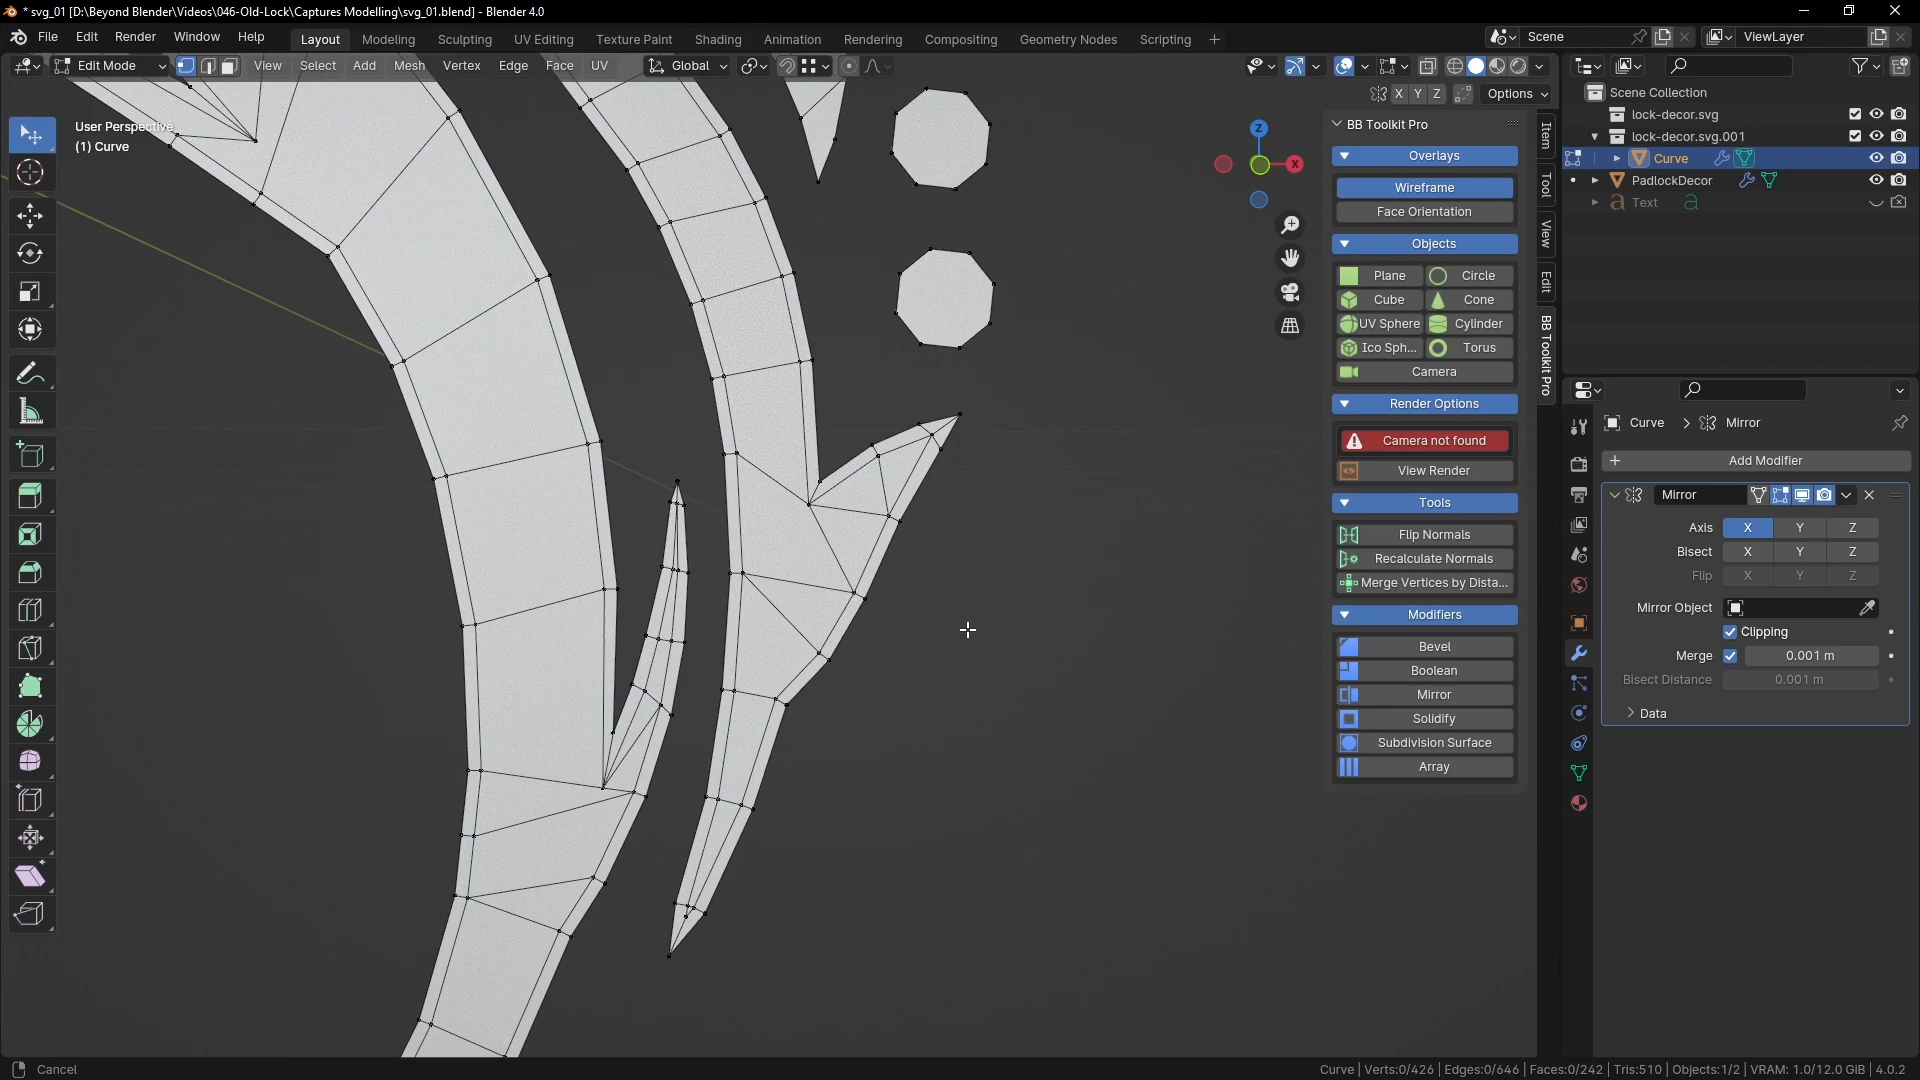 * svg_01 [D:\Beyond Blender\Videos\046-Old-Lock\Captures Modelling\svg_01.blend] - Blender 4.0
File Edit Render Window Help
Layout Modeling Sculpting UV Editing Texture Paint Shading Animation Rendering Compositing Geometry Nodes Scripting +
Scene
ViewLayer
Edit Mode
View Select Add Mesh Vertex Edge Face UV
Global
X Y Z Options
User Perspective
(1) Curve
Z
X
BB Toolkit Pro
Overlays
Wireframe
Face Orientation
Objects
Plane Circle
Cube Cone
UV Sphere Cylinder
Ico Sph... Torus
Camera
Render Options
Camera not found
View Render
Tools
Flip Normals
Recalculate Normals
Merge Vertices by Dista...
Modifiers
Bevel
Boolean
Mirror
Solidify
Subdivision Surface
Array
Item
Tool
View
Edit
BB Toolkit Pro
Scene Collection
lock-decor.svg
lock-decor.svg.001
Curve
PadlockDecor
Text
Curve > Mirror
+ Add Modifier
Mirror
Axis X Y Z
Bisect X Y Z
Flip X Y Z
Mirror Object
Clipping
Merge 0.001 m
Bisect Distance 0.001 m
Data
Cancel
Curve | Verts:0/426 | Edges:0/646 | Faces:0/242 | Tris:510 | Objects:1/2 | VRAM: 1.0/12.0 GiB | 4.0.2